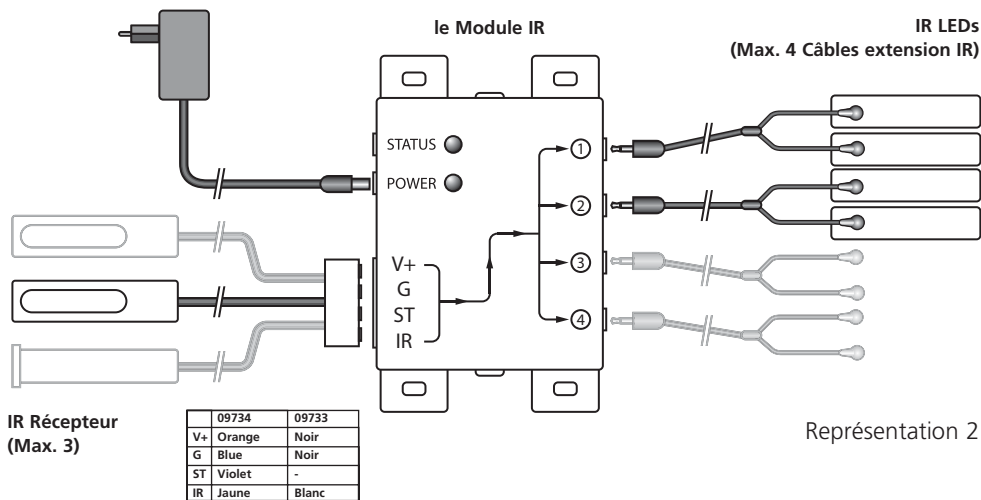 le Module IR
IR LEDs
(Max. 4 Câbles extension IR)
STATUS
POWER
1
2
3
4
V+
G
ST
IR
IR Récepteur
(Max. 3)
09734 09733
V+ Orange Noir
G Blue Noir
ST Violet -
IR Jaune Blanc
Représentation 2